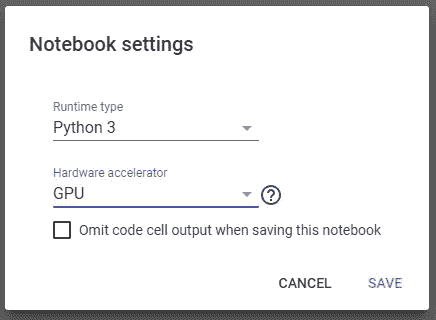 Notebook settings
Runtime type
Python 3
Hardware accelerator
GPU
?
Omit code cell output when saving this notebook
CANCEL SAVE